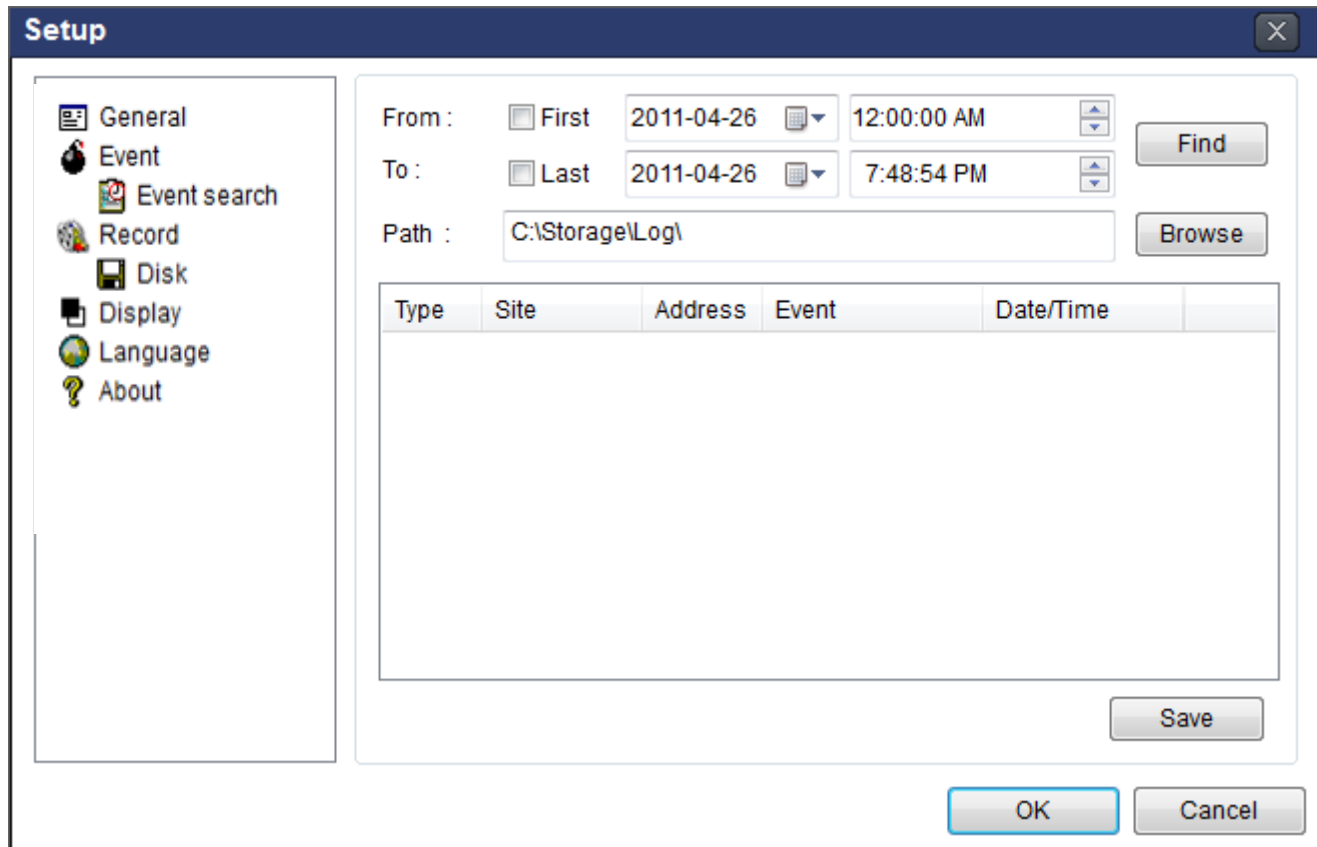 Setup
General
Event
Event search
Record
Disk
Display
Language
About
From : First 2011-04-26 12:00:00 AM
Find
To : Last 2011-04-26 7:48:54 PM
Path : C:\Storage\Log\ Browse
Type Site Address Event Date/Time
Save
OK Cancel